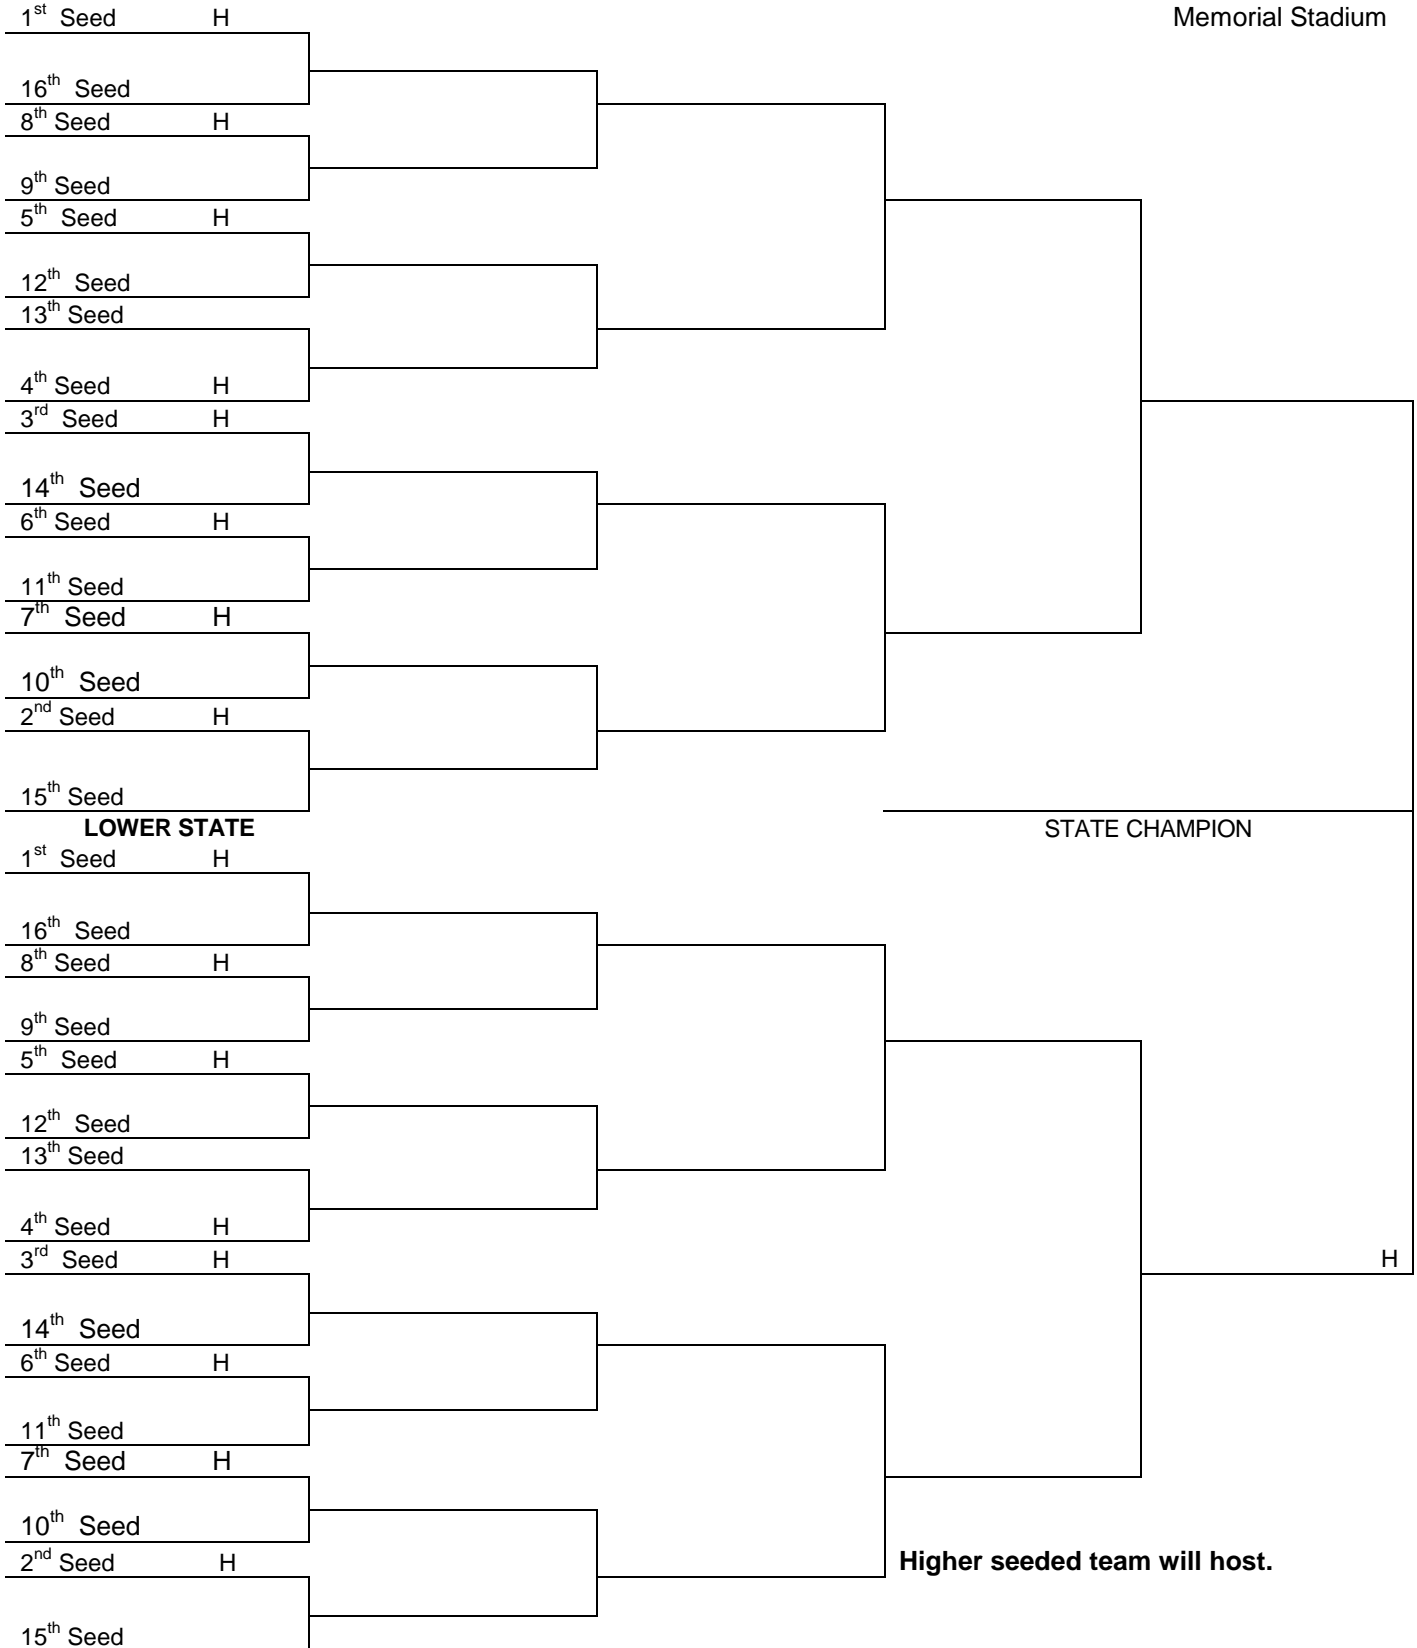 1st Seed H Memorial Stadium
16th Seed
8th Seed H
9th Seed
5th Seed H
12th Seed
13th Seed
4th Seed H
3rd Seed H
14th Seed
6th Seed H
11th Seed
7th Seed H
10th Seed
2nd Seed H
15th Seed
LOWER STATE STATE CHAMPION
1st Seed H
16th Seed
8th Seed H
9th Seed
5th Seed H
12th Seed
13th Seed
4th Seed H
3rd Seed H H
14th Seed
6th Seed H
11th Seed
7th Seed H
10th Seed
2nd Seed H Higher seeded team will host.
15th Seed